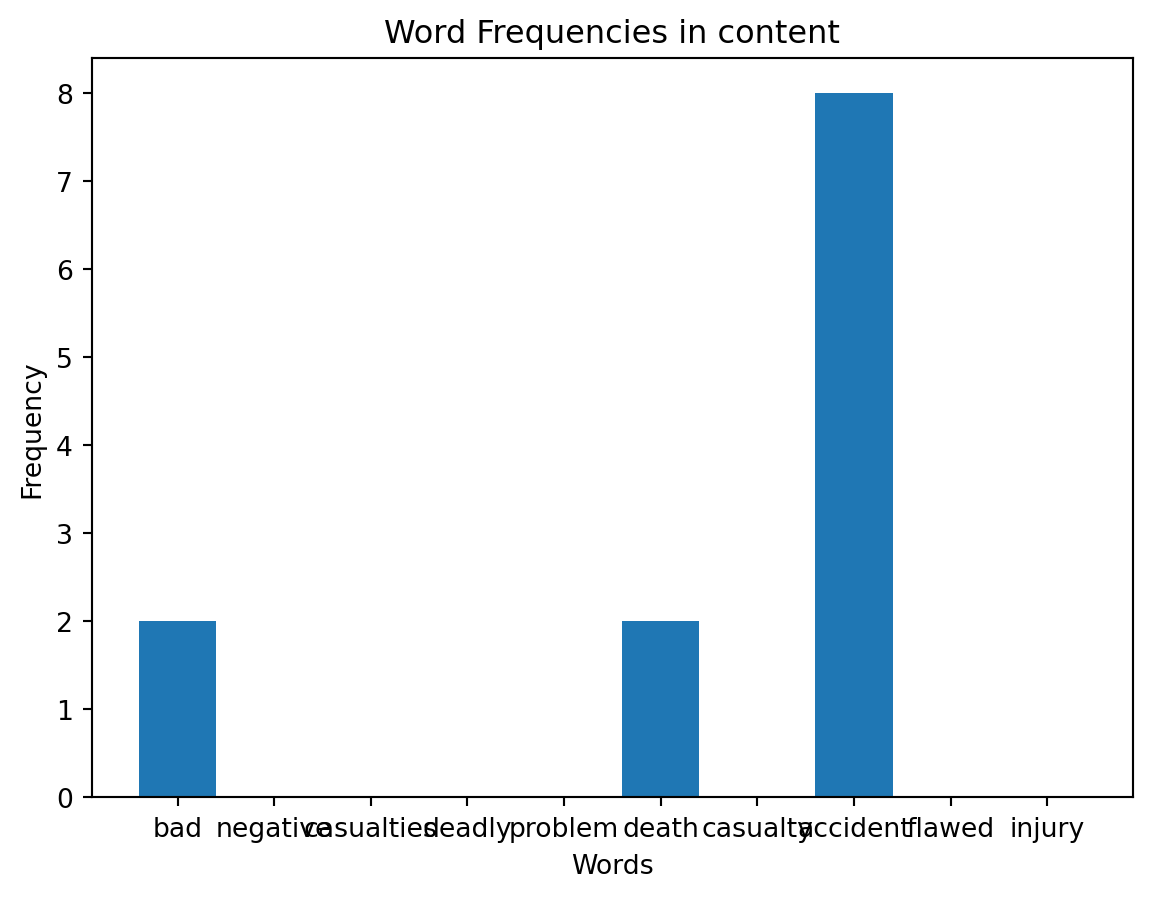 Word Frequencies in content
8
7
6
5
4
3
2
1
0
Frequency
bad negative casualties deadly problem death casualty accident flawed injury
Words